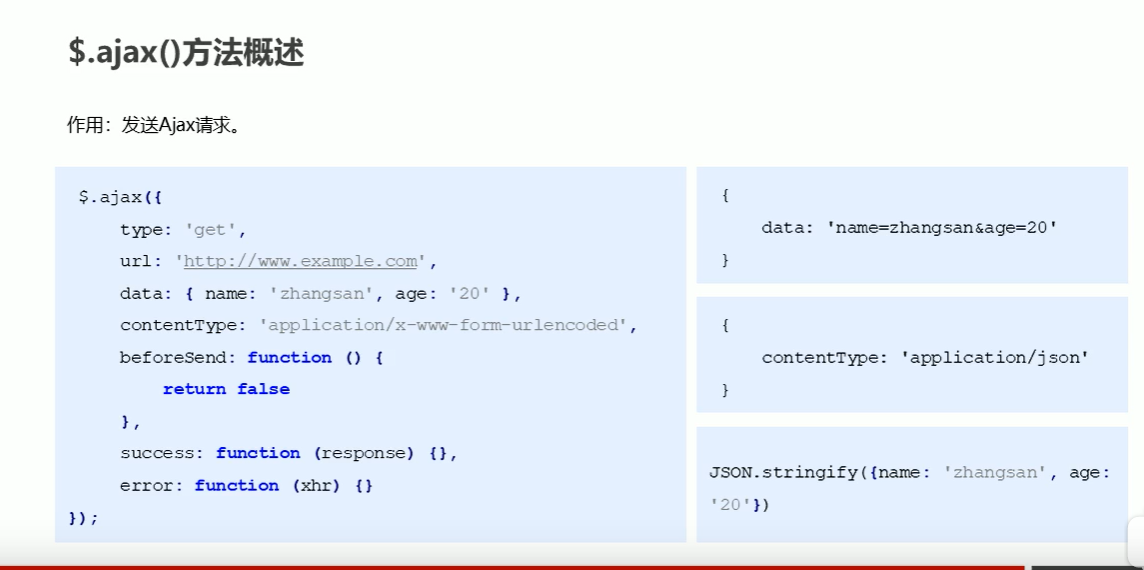 $.ajax()方法概述
作用：发送Ajax请求。
$.ajax({
type: 'get',
url: 'http://www.example.com',
data: { name: 'zhangsan', age: '20' },
contentType: 'application/x-www-form-urlencoded',
beforeSend: function () {
return false
},
success: function (response) {},
error: function (xhr) {}
});
{
data: 'name=zhangsan&age=20'
}
{
contentType: 'application/json'
}
JSON.stringify({name: 'zhangsan', age:
'20'})